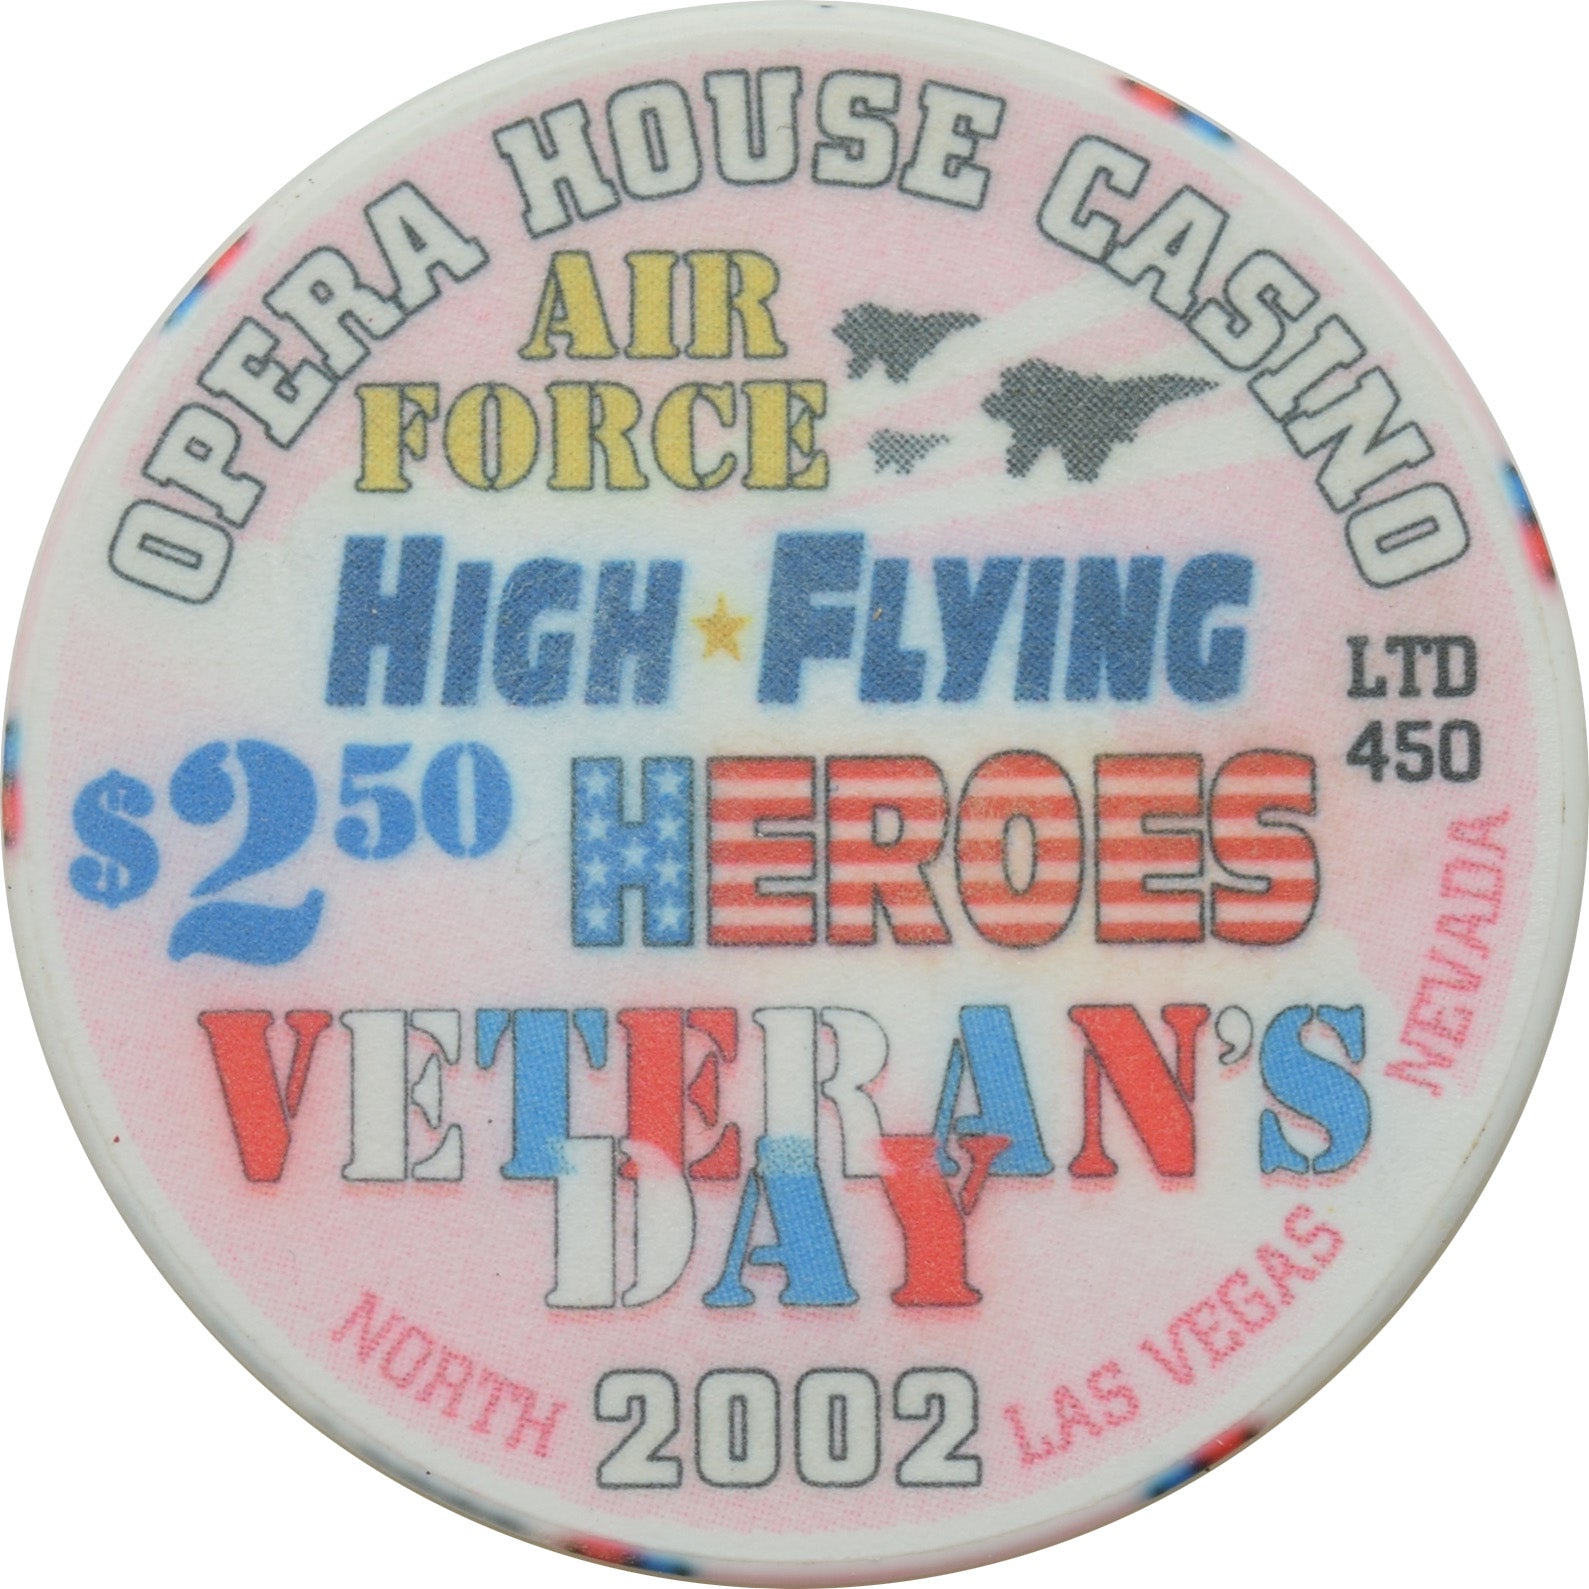 OPERA HOUSE CASINO
AIR
FORCE
HIGH FLYING
LTD
450
$2 50
HEROES
VETERAN'S
DAY
2002
NORTH LAS VEGAS NEVADA